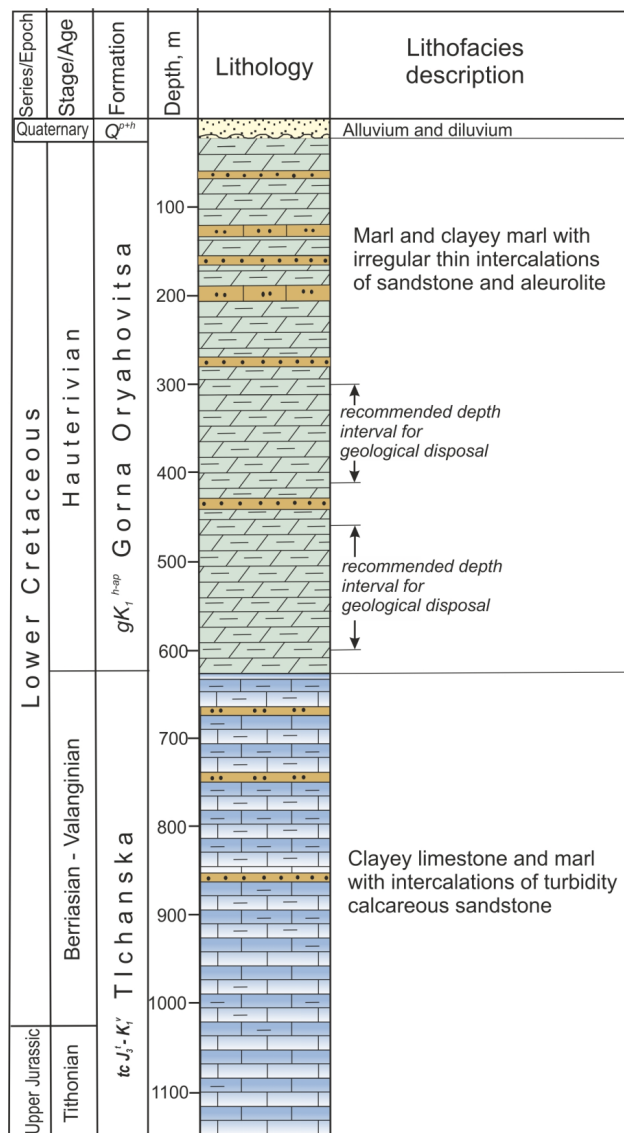 Series/Epoch
Stage/Age
Formation
Depth, m
Lithology
Lithofacies
description
Quaternary
Qᵖ⁺ʰ
Alluvium and diluvium
100
200
300
400
500
600
700
800
900
1000
1100
Lower Cretaceous
Upper Jurassic
Hauterivian
Berriasian - Valanginian
Tithonian
gK₁ ʰ⁻ᵃᵖ Gorna Oryahovitsa
tc J₃ᵗ - K₁ᵛ Tlchanska
Marl and clayey marl with
irregular thin intercalations
of sandstone and aleurolite
recommended depth
interval for
geological disposal
recommended depth
interval for
geological disposal
Clayey limestone and marl
with intercalations of turbidity
calcareous sandstone